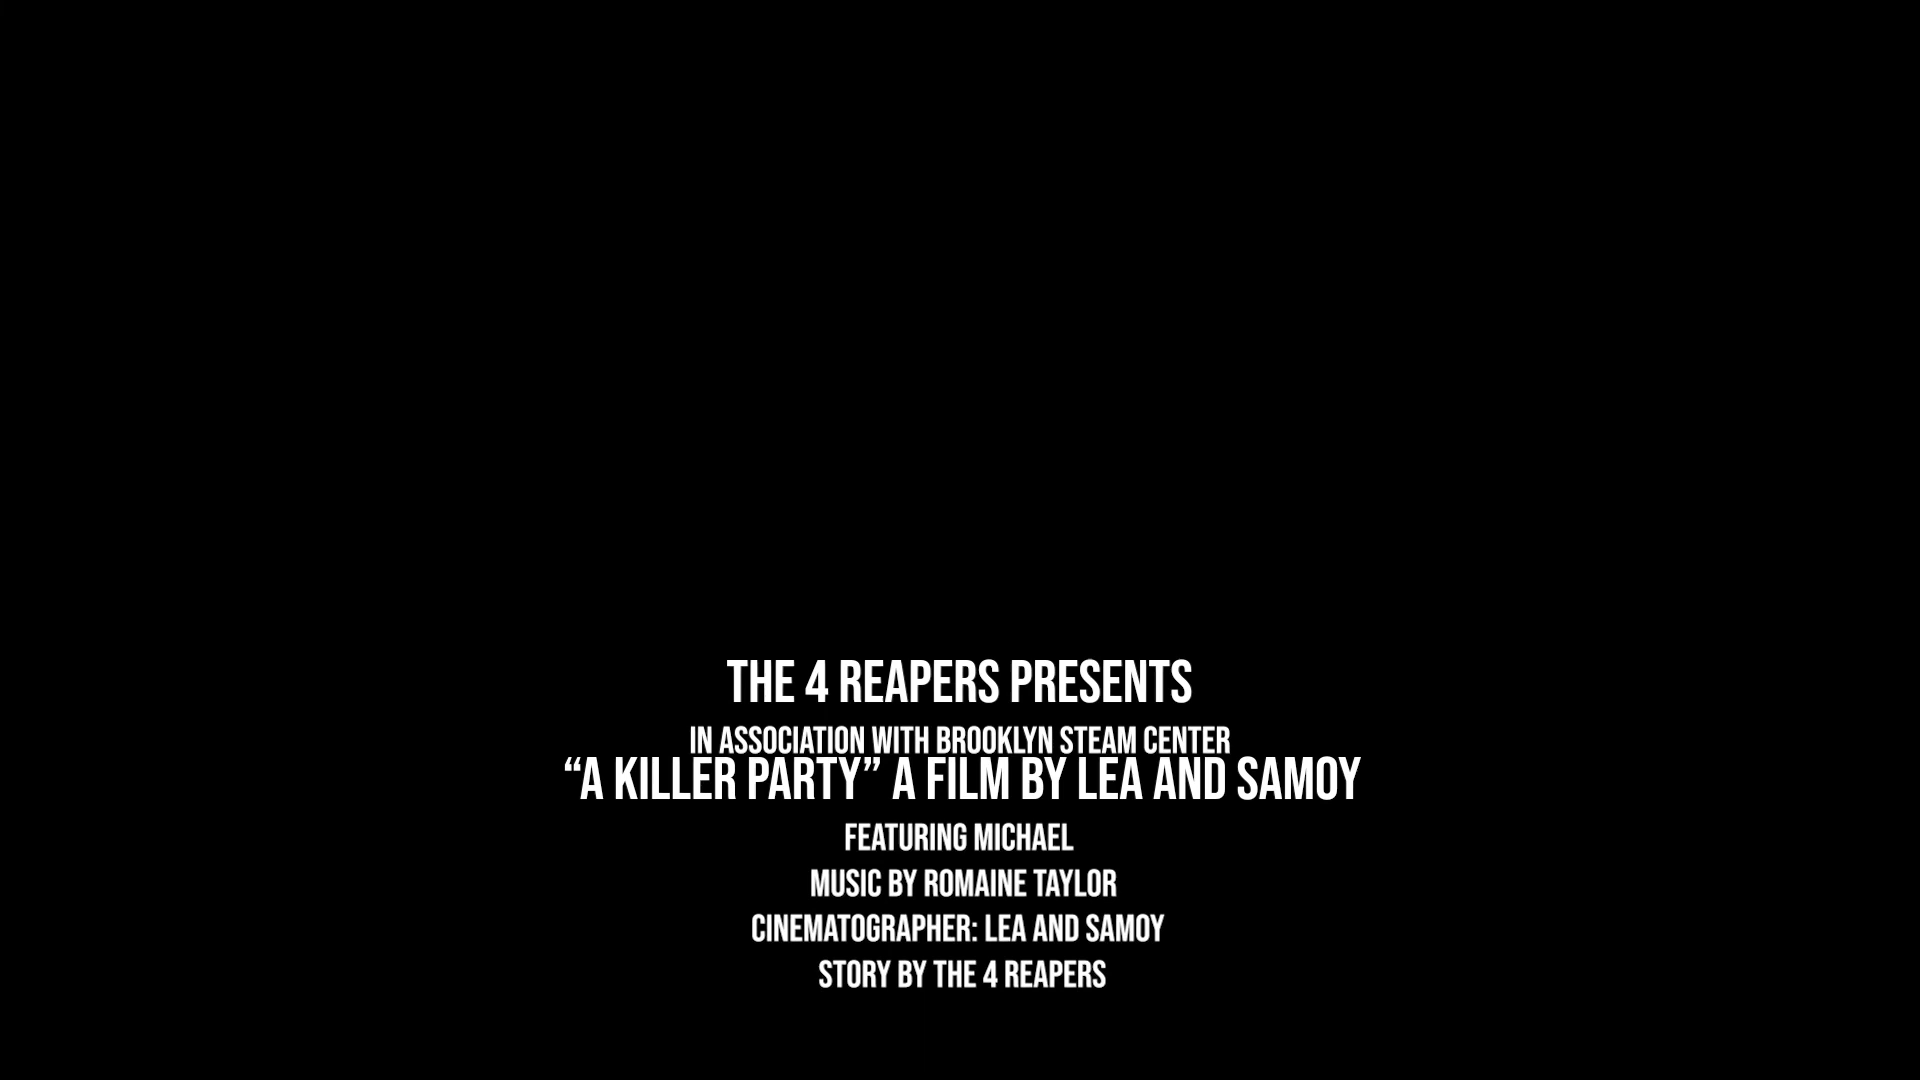 THE 4 REAPERS PRESENTS
IN ASSOCIATION WITH BROOKLYN STEAM CENTER
“A KILLER PARTY” A FILM BY LEA AND SAMOY
FEATURING MICHAEL
MUSIC BY ROMAINE TAYLOR
CINEMATOGRAPHER: LEA AND SAMOY
STORY BY THE 4 REAPERS